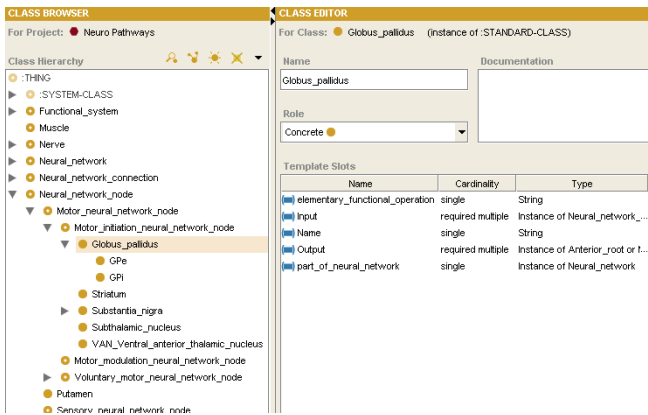 CLASS BROWSER
For Project: Neuro Pathways
Class Hierarchy
:THING
:SYSTEM-CLASS
Functional_system
Muscle
Nerve
Neural_network
Neural_network_connection
Neural_network_node
Motor_neural_network_node
Motor_initiation_neural_network_node
Globus_pallidus
GPe
GPi
Striatum
Substantia_nigra
Subthalamic_nucleus
VAN_Ventral_anterior_thalamic_nucleus
Motor_modulation_neural_network_node
Voluntary_motor_neural_network_node
Putamen
Sensory_neural_network_node
CLASS EDITOR
For Class: Globus_pallidus (instance of :STANDARD-CLASS)
Name Documentation
Globus_pallidus
Role
Concrete
Template Slots
Name Cardinality Type
elementary_functional_operation single String
Input required multiple Instance of Neural_network_...
Name single String
Output required multiple Instance of Anterior_root or
part_of_neural_network single Instance of Neural_network